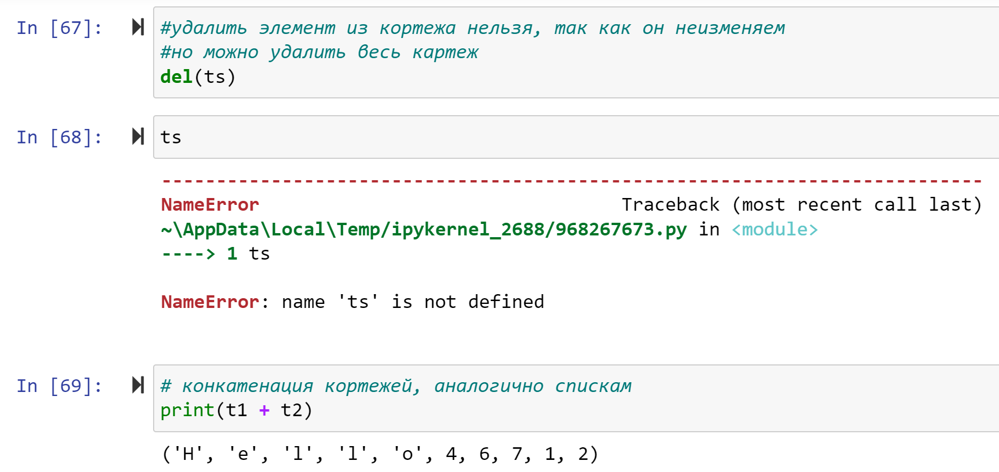 In [67]:
#удалить элемент из кортежа нельзя, так как он неизменяем
#но можно удалить весь картеж
del(ts)
In [68]:
ts
---------------------------------------------------------------------------
NameError                                 Traceback (most recent call last)
~\AppData\Local\Temp/ipykernel_2688/968267673.py in <module>
----> 1 ts
NameError: name 'ts' is not defined
In [69]:
# конкатенация кортежей, аналогично спискам
print(t1 + t2)
('H', 'e', 'l', 'l', 'o', 4, 6, 7, 1, 2)